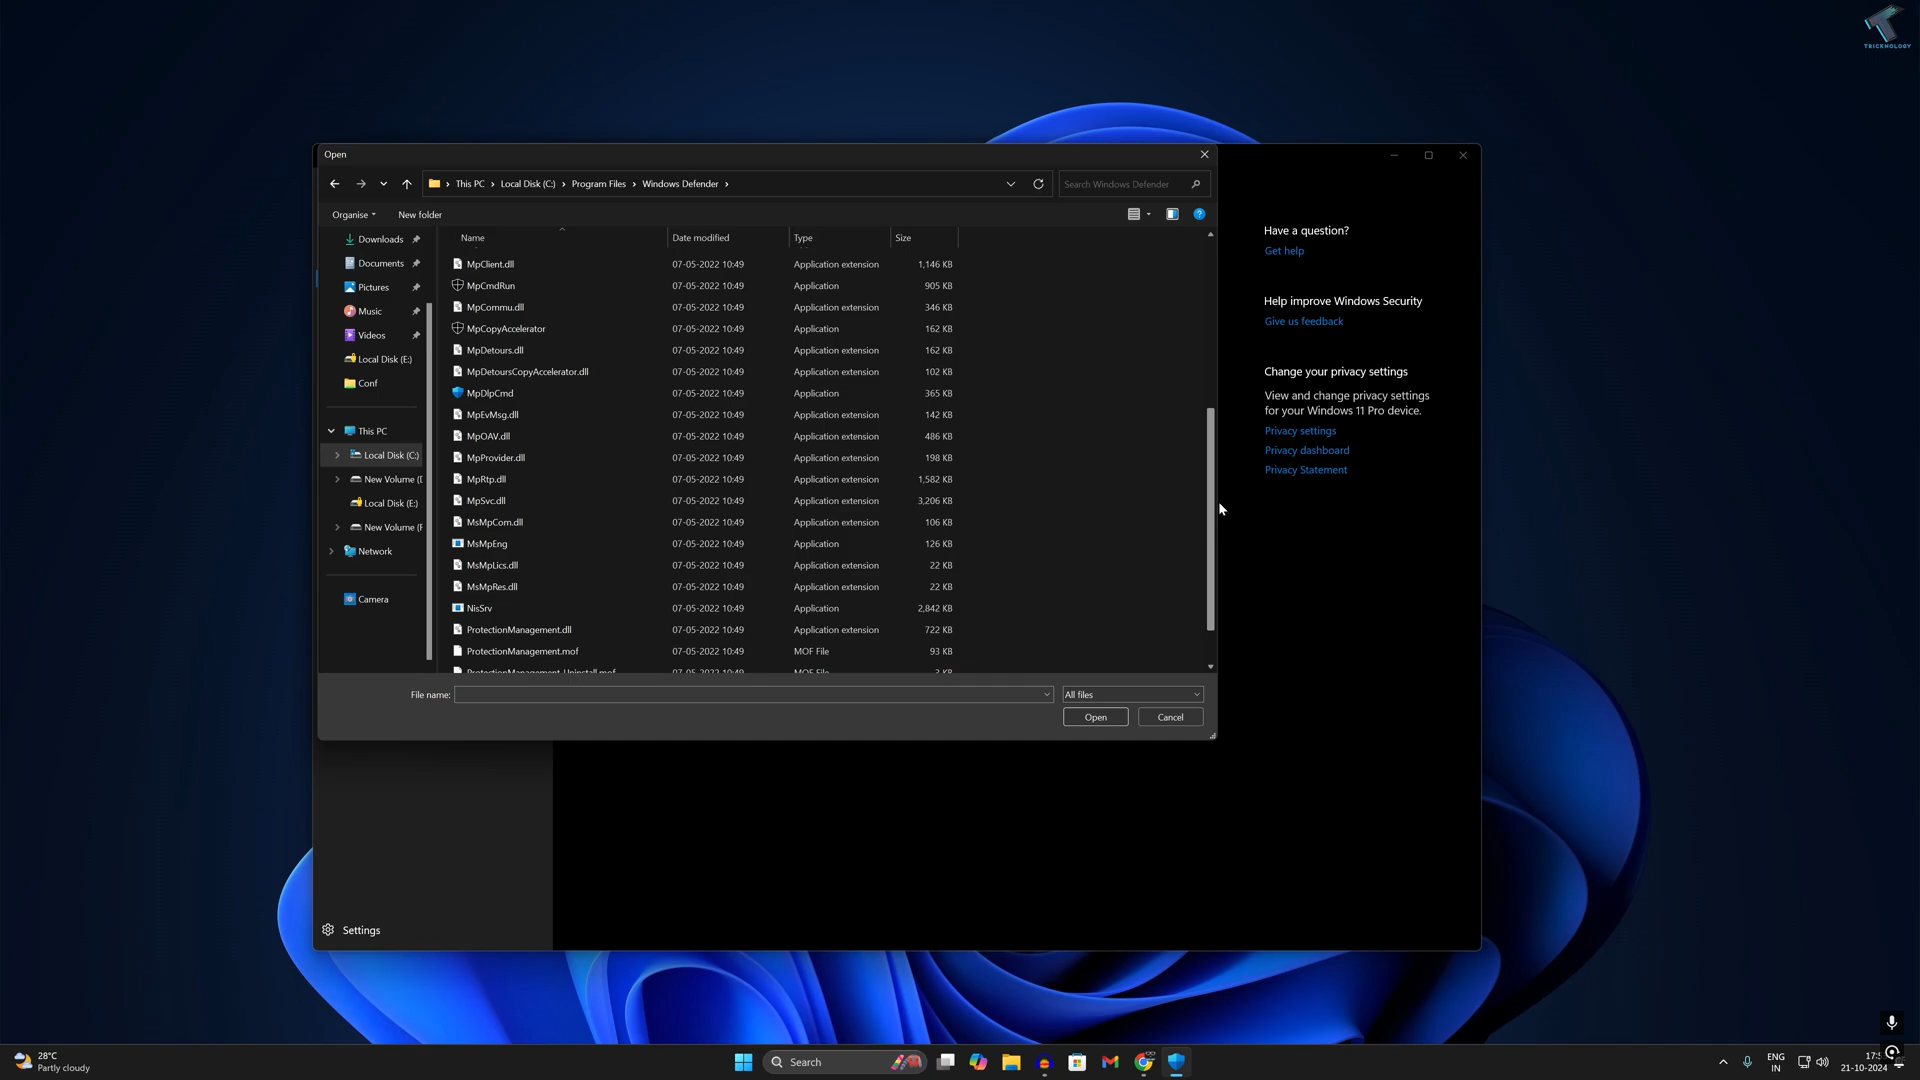 TRICKNOLOGY
Open
This PC > Local Disk (C:) > Program Files > Windows Defender >
Search Windows Defender
Organise
New folder
Name
Date modified
Type
Size
Downloads
Documents
Pictures
Music
Videos
Local Disk (E:)
Conf
This PC
Local Disk (C:)
New Volume (
Local Disk (E:)
New Volume (
Network
Camera
MpClient.dll 07-05-2022 10:49 Application extension 1,146 KB
MpCmdRun 07-05-2022 10:49 Application 905 KB
MpCommu.dll 07-05-2022 10:49 Application extension 346 KB
MpCopyAccelerator 07-05-2022 10:49 Application 162 KB
MpDetours.dll 07-05-2022 10:49 Application extension 162 KB
MpDetoursCopyAccelerator.dll 07-05-2022 10:49 Application extension 102 KB
MpDlpCmd 07-05-2022 10:49 Application 365 KB
MpEvMsg.dll 07-05-2022 10:49 Application extension 142 KB
MpOAV.dll 07-05-2022 10:49 Application extension 486 KB
MpProvider.dll 07-05-2022 10:49 Application extension 198 KB
MpRtp.dll 07-05-2022 10:49 Application extension 1,582 KB
MpSvc.dll 07-05-2022 10:49 Application extension 3,206 KB
MsMpCom.dll 07-05-2022 10:49 Application extension 106 KB
MsMpEng 07-05-2022 10:49 Application 126 KB
MsMpLics.dll 07-05-2022 10:49 Application extension 22 KB
MsMpRes.dll 07-05-2022 10:49 Application extension 22 KB
NisSrv 07-05-2022 10:49 Application 2,842 KB
ProtectionManagement.dll 07-05-2022 10:49 Application extension 722 KB
ProtectionManagement.mof 07-05-2022 10:49 MOF File 93 KB
ProtectionManagement_Uninstall.mof 07-05-2022 10:49 MOF File
File name:
All files
Open
Cancel
Have a question?
Get help
Help improve Windows Security
Give us feedback
Change your privacy settings
View and change privacy settings
for your Windows 11 Pro device.
Privacy settings
Privacy dashboard
Privacy Statement
Settings
28°C
Partly cloudy
Search
ENG
IN
17:
21-10-2024